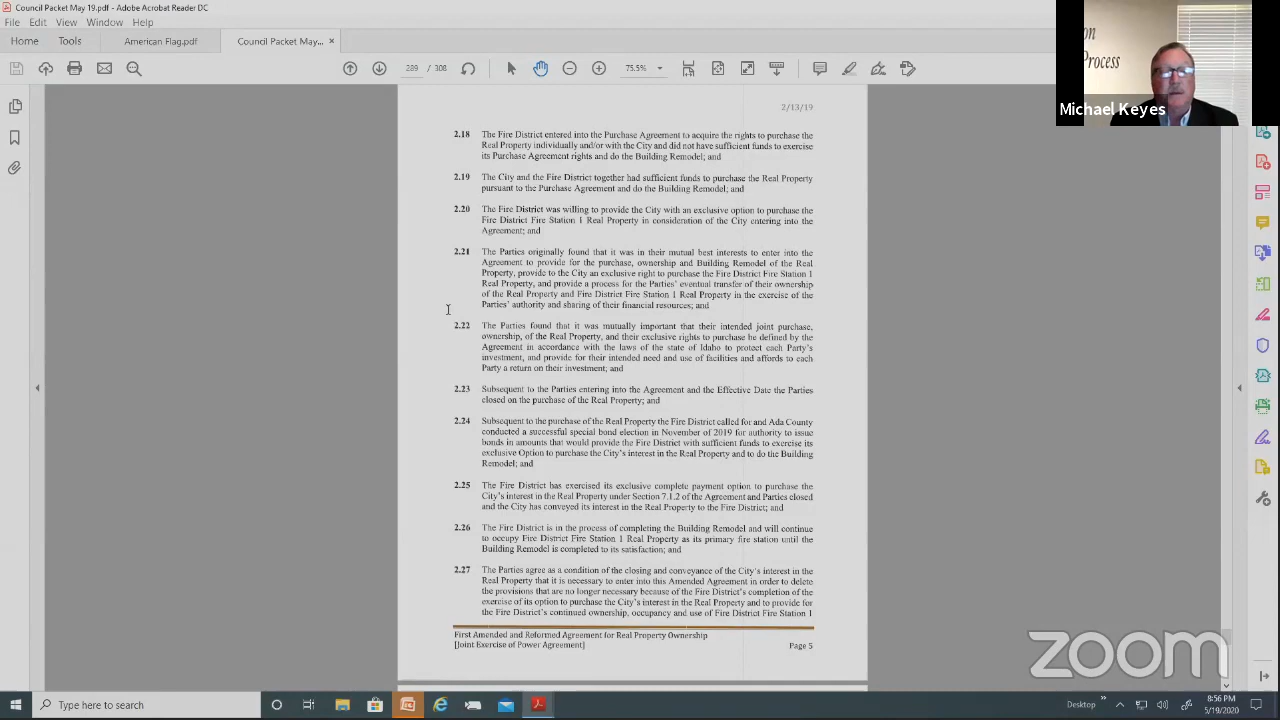 Council Packet May 19.pdf - Adobe Acrobat Reader DC
File Edit View Window Help
Home Tools American Flag.pdf Council Packet May... ×
289 / 308 75.5%
on
Process
Michael Keyes
2/13/19
2.18 The Fire District entered into the Purchase Agreement to acquire the rights to purchase the
Real Property individually and/or with the City and did not have sufficient funds to exercise
its Purchase Agreement rights and do the Building Remodel; and
2.19 The City and the Fire District together had sufficient funds to purchase the Real Property
pursuant to the Purchase Agreement and do the Building Remodel; and
2.20 The Fire District was willing to provide the City with an exclusive option to purchase the
Fire District Fire Station 1 Real Property in consideration of the City entering into the
Agreement; and
2.21 The Parties originally found that it was in their mutual best interests to enter into the
Agreement to provide for the purchase, ownership and Building Remodel of the Real
Property, provide to the City an exclusive right to purchase the Fire District Fire Station 1
Real Property, and provide a process for the Parties' eventual transfer of their ownership
of the Real Property and Fire District Fire Station 1 Real Property in the exercise of the
Parties' authority and sharing of their financial resources; and
2.22 The Parties found that it was mutually important that their intended joint purchase,
ownership, of the Real Property, and their exclusive rights to purchase be defined by the
Agreement in accordance with the laws of the state of Idaho to protect each Party's
investment, and provide for their intended need and use of facilities and affords to each
Party a return on their investment; and
2.23 Subsequent to the Parties entering into the Agreement and the Effective Date the Parties
closed on the purchase of the Real Property; and
2.24 Subsequent to the purchase of the Real Property the Fire District called for and Ada County
conducted a successful special bond election in November of 2019 for authority to issue
bonds in amounts that would provide the Fire District with sufficient funds to exercise its
exclusive Option to purchase the City's interest in the Real Property and to do the Building
Remodel; and
2.25 The Fire District has exercised its exclusive complete payment option to purchase the
City's interest in the Real Property under Section 7.1.2 of the Agreement and Parties closed
and the City has conveyed its interest in the Real Property to the Fire District; and
2.26 The Fire District is in the process of completing the Building Remodel and will continue
to occupy Fire District Fire Station 1 Real Property as its primary fire station until the
Building Remodel is completed to its satisfaction; and
2.27 The Parties agree as a condition of the closing and conveyance of the City's interest in the
Real Property that it is necessary to enter into this Amended Agreement in order to delete
the provisions that are no longer necessary because of the Fire District's completion of the
exercise of its option to purchase the City's interest in the Real Property and to provide for
the Fire District's continued ownership, occupancy and use of Fire District Fire Station 1
First Amended and Reformed Agreement for Real Property Ownership
[Joint Exercise of Power Agreement] Page 5
zoom
Type here to search
Desktop 8:56 PM
5/19/2020